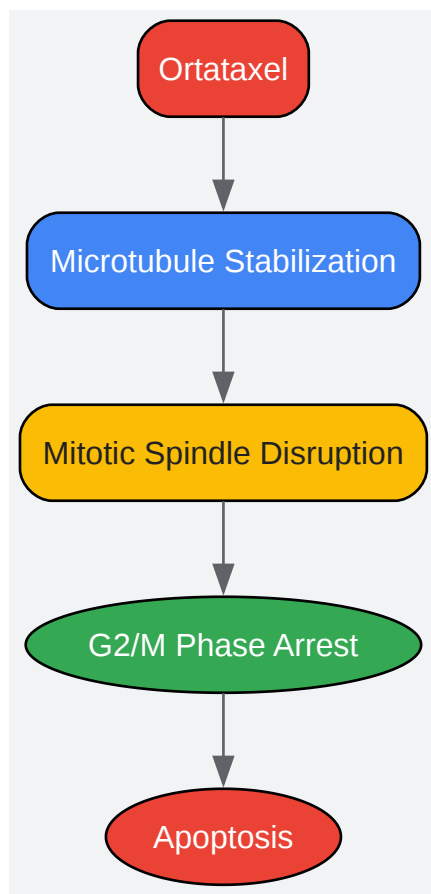 Ortataxel
Microtubule Stabilization
Mitotic Spindle Disruption
G2/M Phase Arrest
Apoptosis